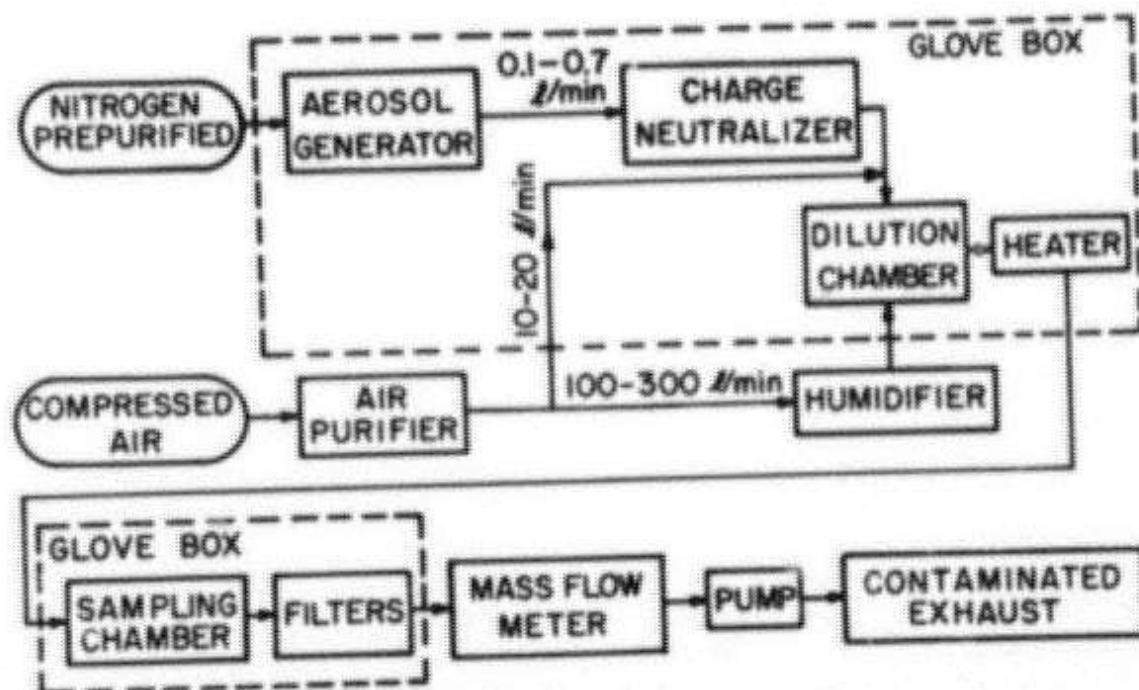 GLOVE BOX
NITROGEN
PREPURIFIED
AEROSOL
GENERATOR
0.1-0.7
ℓ/min
CHARGE
NEUTRALIZER
10-20 ℓ/min
DILUTION
CHAMBER
HEATER
COMPRESSED
AIR
AIR
PURIFIER
100-300 ℓ/min
HUMIDIFIER
GLOVE BOX
SAMPLING
CHAMBER
FILTERS
MASS FLOW
METER
PUMP
CONTAMINATED
EXHAUST